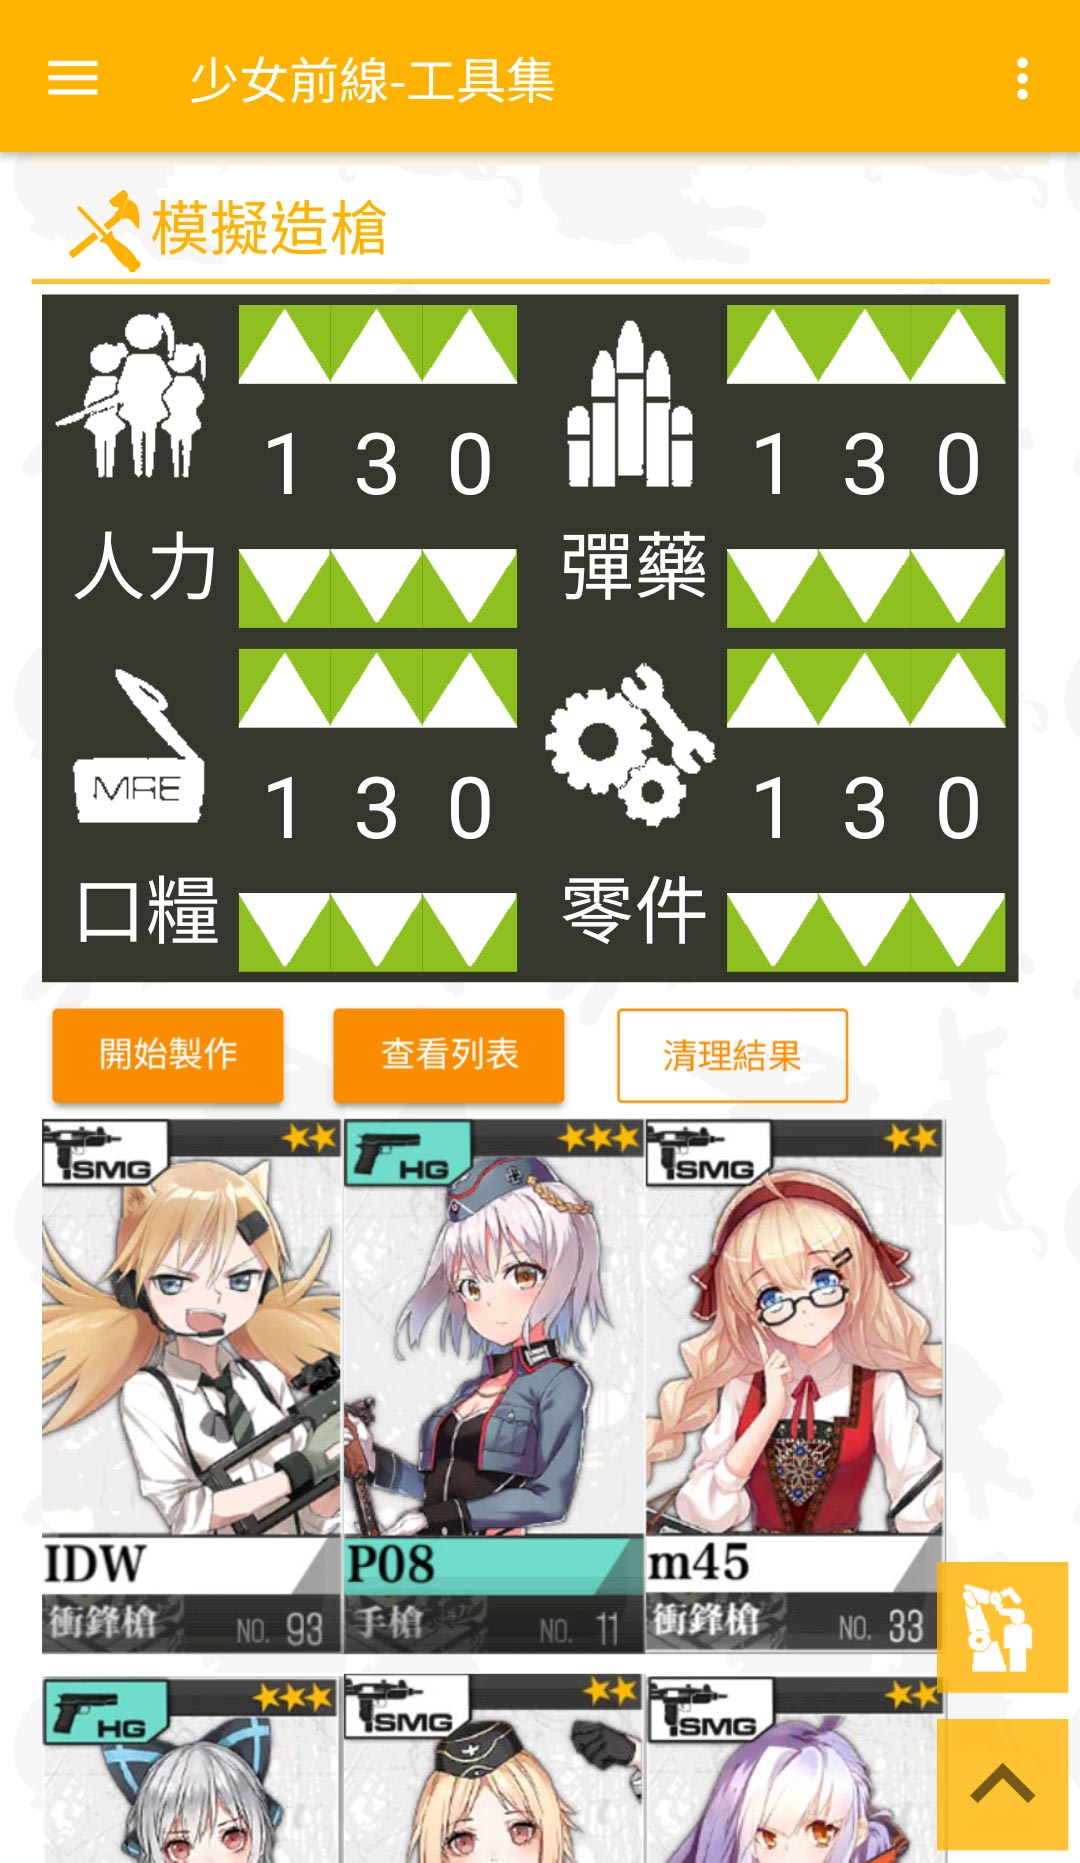 少女前線-工具集
模擬造槍
1 3 0 1 3 0
人力 彈藥
MRE 1 3 0 1 3 0
口糧 零件
開始製作 查看列表 清理結果
SMG HG SMG
IDW P08 m45
衝鋒槍 NO. 93 手槍 NO. 11 衝鋒槍 NO. 33
HG SMG SMG